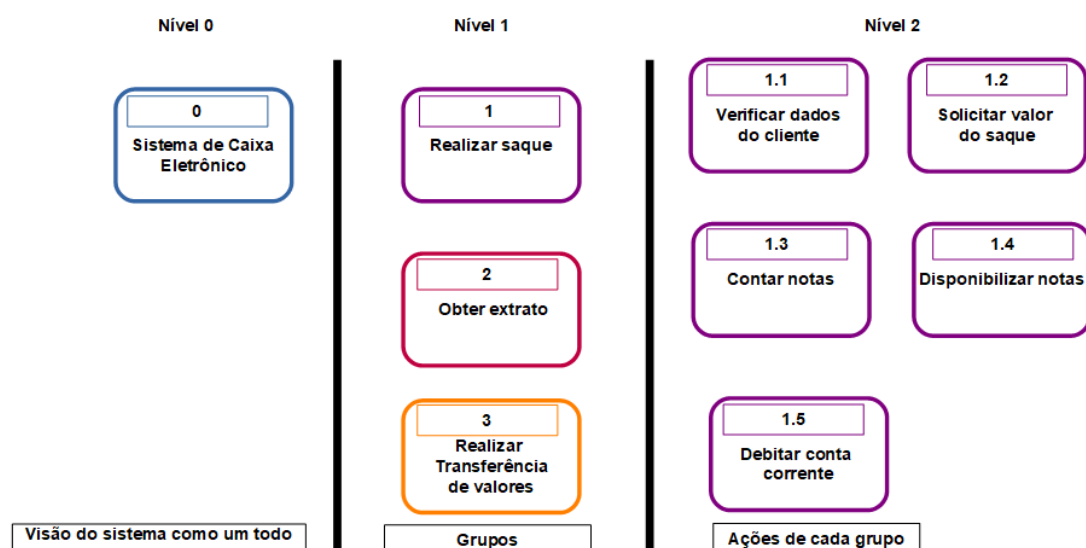 Nível 0
Nível 1
Nível 2
0
Sistema de Caixa
Eletrônico
1
Realizar saque
2
Obter extrato
3
Realizar
Transferência
de valores
1.1
Verificar dados
do cliente
1.2
Solicitar valor
do saque
1.3
Contar notas
1.4
Disponibilizar notas
1.5
Debitar conta
corrente
Visão do sistema como um todo
Grupos
Ações de cada grupo